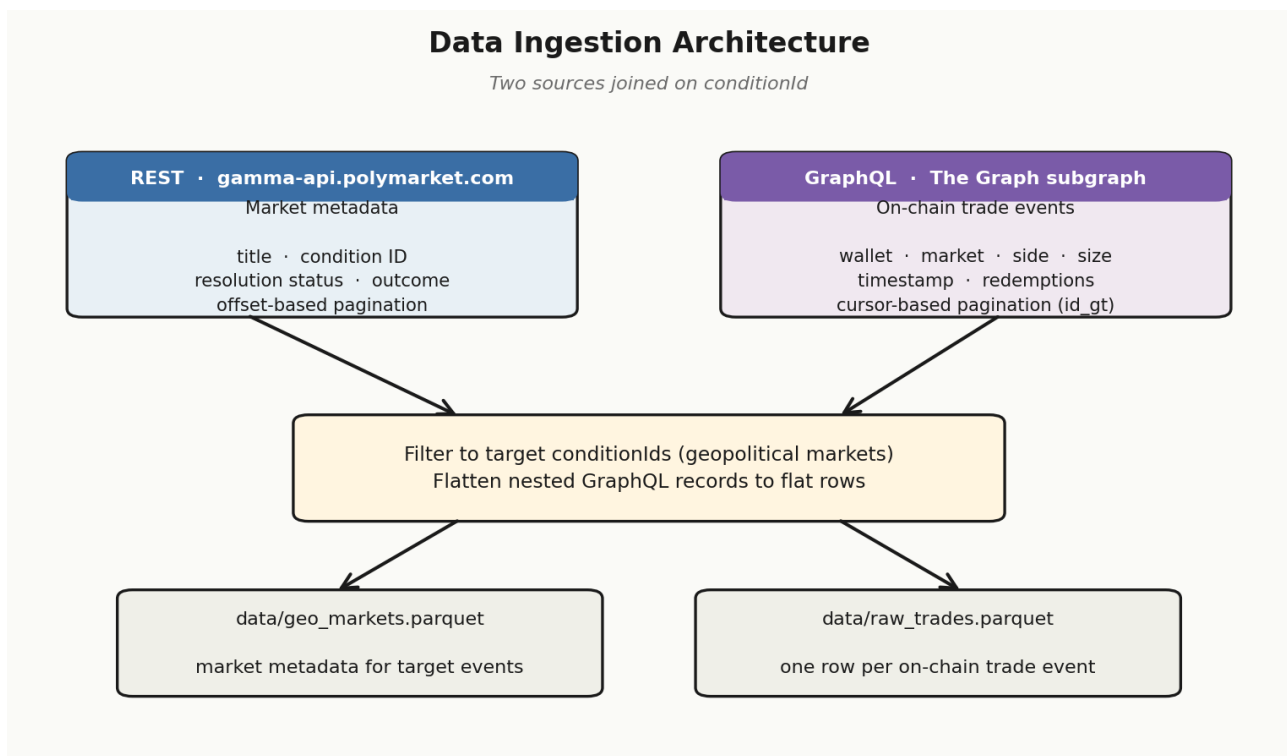 Data Ingestion Architecture
Two sources joined on conditionId
REST · gamma-api.polymarket.com
Market metadata
title · condition ID
resolution status · outcome
offset-based pagination
GraphQL · The Graph subgraph
On-chain trade events
wallet · market · side · size
timestamp · redemptions
cursor-based pagination (id_gt)
Filter to target conditionIds (geopolitical markets)
Flatten nested GraphQL records to flat rows
data/geo_markets.parquet
market metadata for target events
data/raw_trades.parquet
one row per on-chain trade event